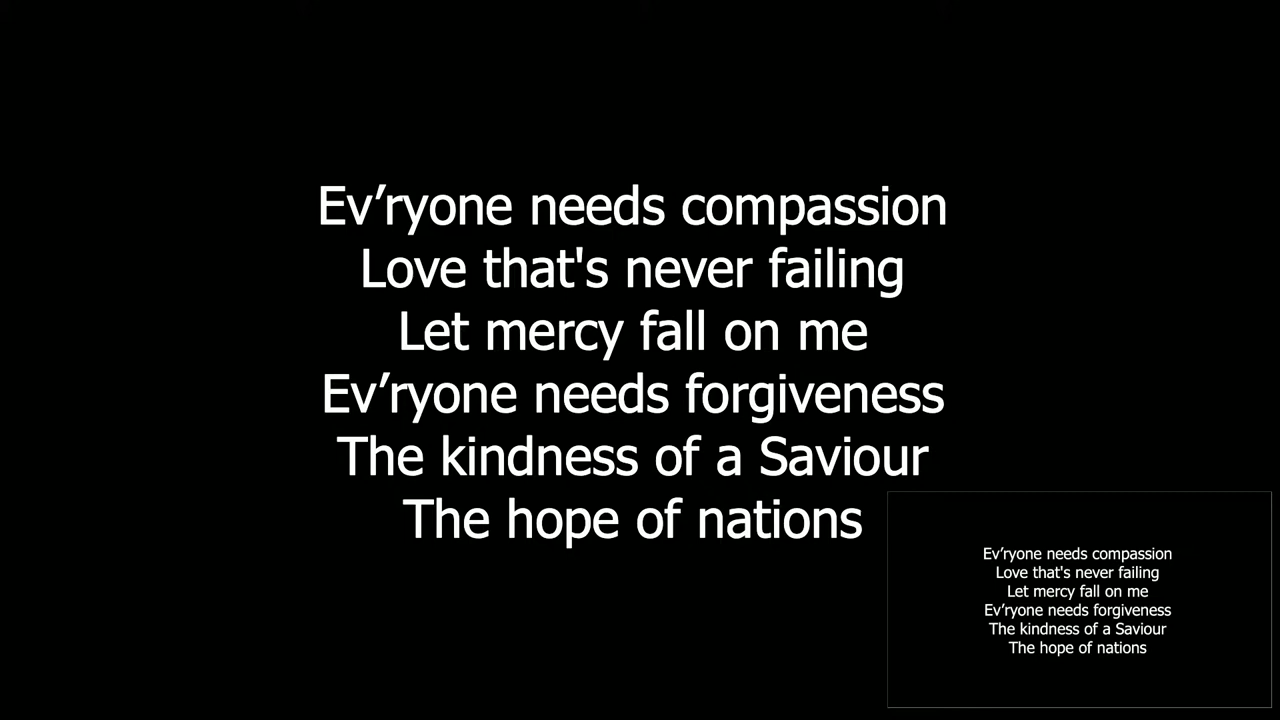 Ev’ryone needs compassion
Love that's never failing
Let mercy fall on me
Ev’ryone needs forgiveness
The kindness of a Saviour
The hope of nations
Ev’ryone needs compassion
Love that's never failing
Let mercy fall on me
Ev’ryone needs forgiveness
The kindness of a Saviour
The hope of nations